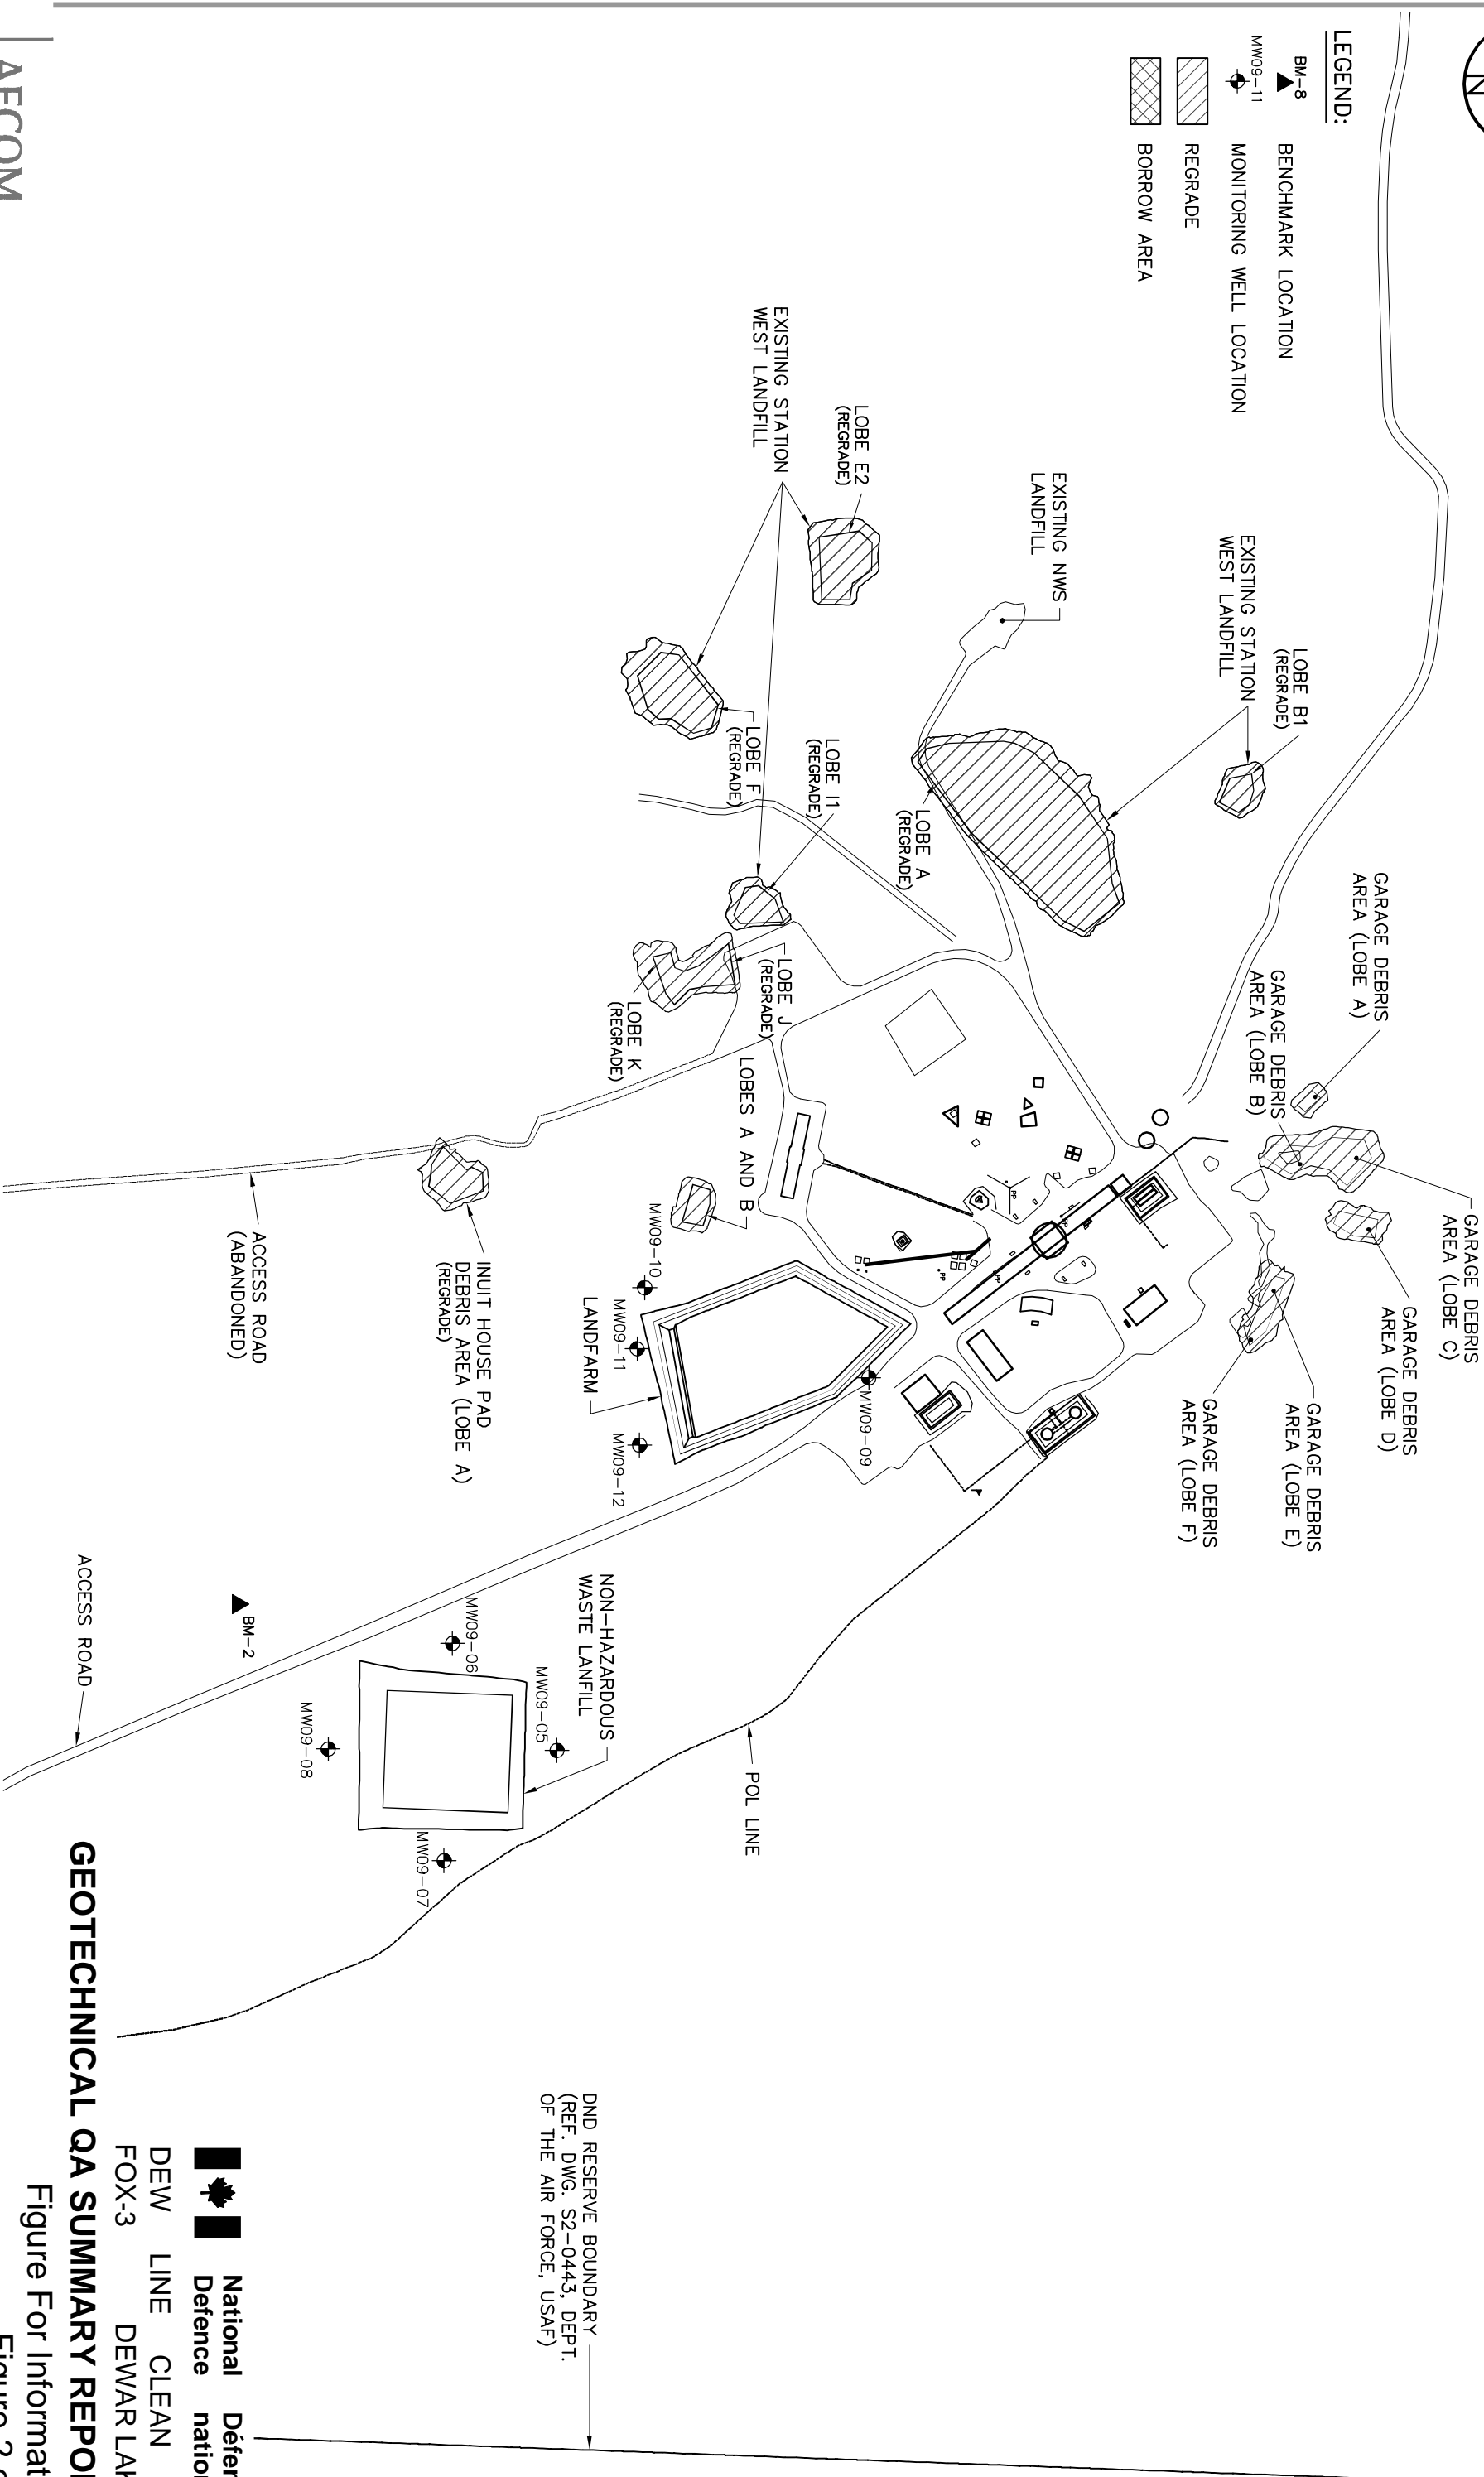 N
LEGEND:
BM-8
BENCHMARK LOCATION
MW09-11
MONITORING WELL LOCATION
REGRADE
BORROW AREA
AECOM
EXISTING STATION
WEST LANDFILL
LOBE E2
(REGRADE)
EXISTING NWS
LANDFILL
EXISTING STATION
WEST LANDFILL
LOBE B1
(REGRADE)
LOBE F
(REGRADE)
LOBE I1
(REGRADE)
LOBE A
(REGRADE)
GARAGE DEBRIS
AREA (LOBE A)
GARAGE DEBRIS
AREA (LOBE B)
LOBE J
(REGRADE)
LOBE K
(REGRADE)
LOBES A AND B
GARAGE DEBRIS
AREA (LOBE C)
GARAGE DEBRIS
AREA (LOBE D)
GARAGE DEBRIS
AREA (LOBE E)
GARAGE DEBRIS
AREA (LOBE F)
PP
PP
PP
PP
MW09-10
MW09-11
LANDFARM
MW09-12
MW09-09
INUIT HOUSE PAD
DEBRIS AREA (LOBE A)
(REGRADE)
ACCESS ROAD
(ABANDONED)
ACCESS ROAD
BM-2
NON-HAZARDOUS
WASTE LANFILL
MW09-06
MW09-05
MW09-08
MW09-07
POL LINE
DND RESERVE BOUNDARY
(REF. DWG. S2-0443, DEPT.
OF THE AIR FORCE, USAF)
National
Defence
DEW LINE CLEAN
FOX-3
GEOTECHNICAL QA SUMMARY
Figure For
Figure 2